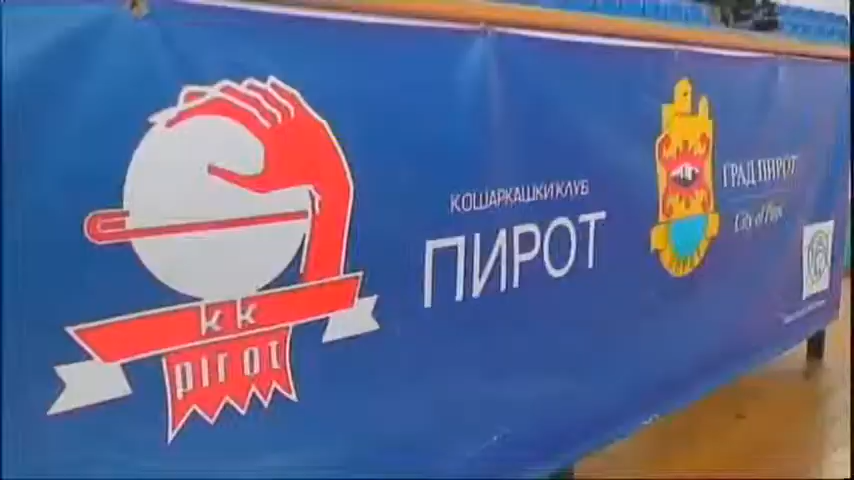 kk
pirot
КОШАРКАШКИ КЛУБ
ПИРОТ
ГРАД ПИРОТ
City of Pirot